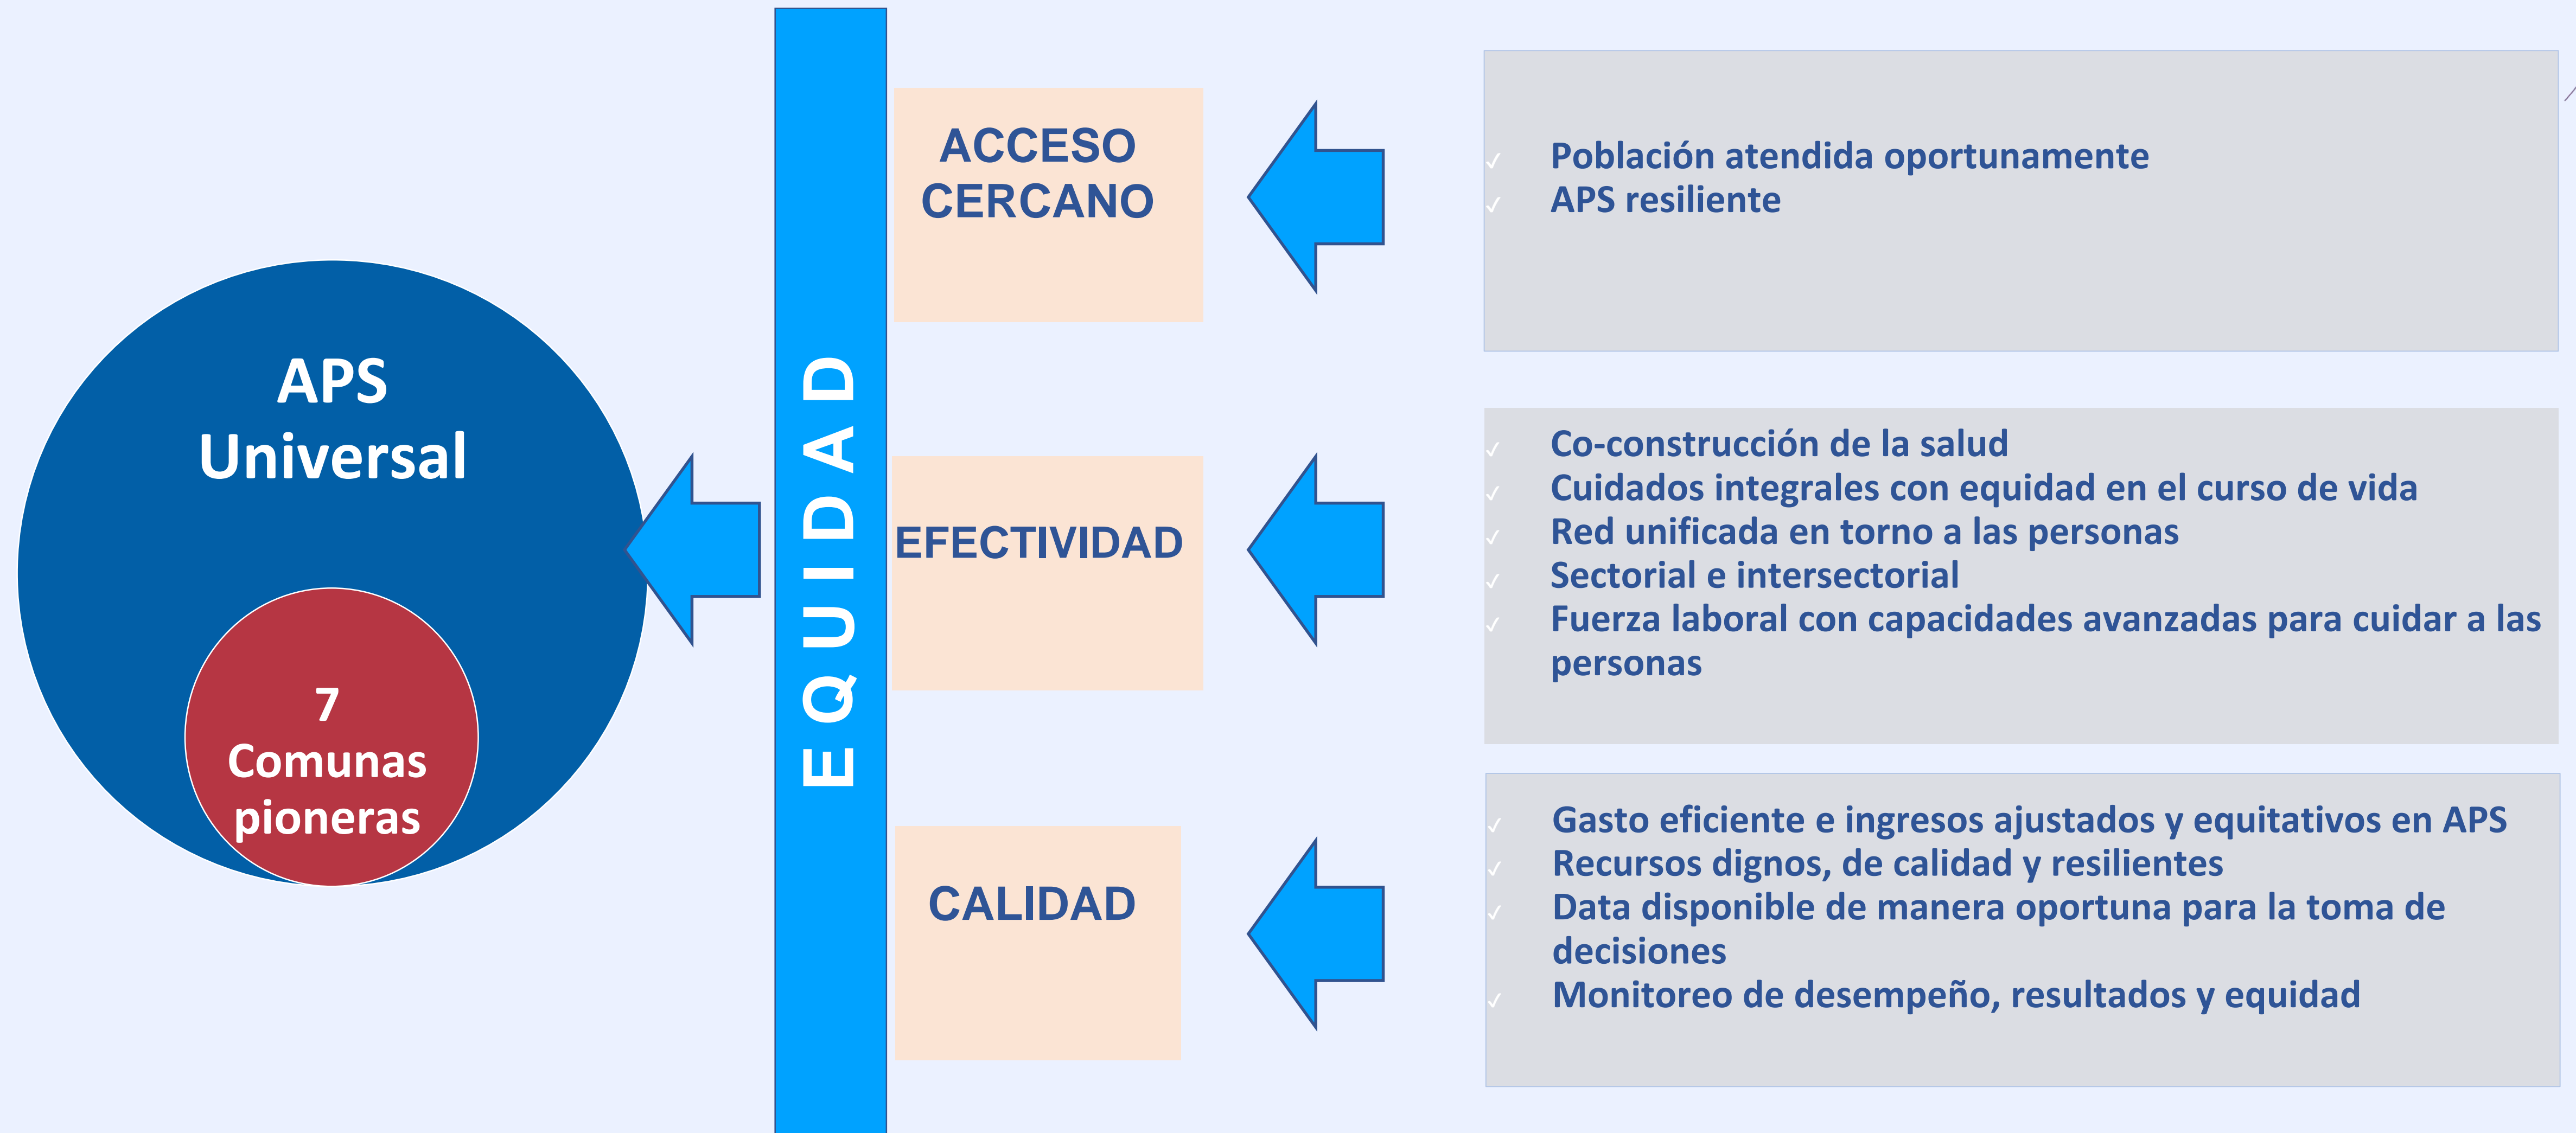 APS
Universal
7
Comunas
pioneras
EQUIDAD
ACCESO
CERCANO
✓ Población atendida oportunamente
✓ APS resiliente
EFECTIVIDAD
✓ Co-construcción de la salud
✓ Cuidados integrales con equidad en el curso de vida
✓ Red unificada en torno a las personas
✓ Sectorial e intersectorial
✓ Fuerza laboral con capacidades avanzadas para cuidar a las
personas
CALIDAD
✓ Gasto eficiente e ingresos ajustados y equitativos en APS
✓ Recursos dignos, de calidad y resilientes
✓ Data disponible de manera oportuna para la toma de
decisiones
✓ Monitoreo de desempeño, resultados y equidad